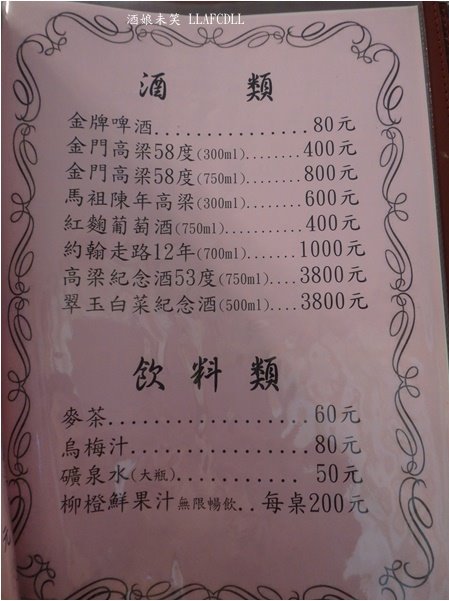 酒娘未笑 LLAFCDLL
酒類
金牌啤酒...............80元
金門高梁58度(300ml)........400元
金門高梁58度(750ml).......800元
馬祖陳年高梁(300ml).......600元
紅麴葡萄酒(750ml)........400元
約翰走路12年(700ml).......1000元
高梁紀念酒53度(750ml)....3800元
翠玉白菜紀念酒(500ml)....3800元
飲料類
麥茶.................60元
烏梅汁...............80元
礦泉水(大瓶)............50元
柳橙鮮果汁無限暢飲..每桌200元